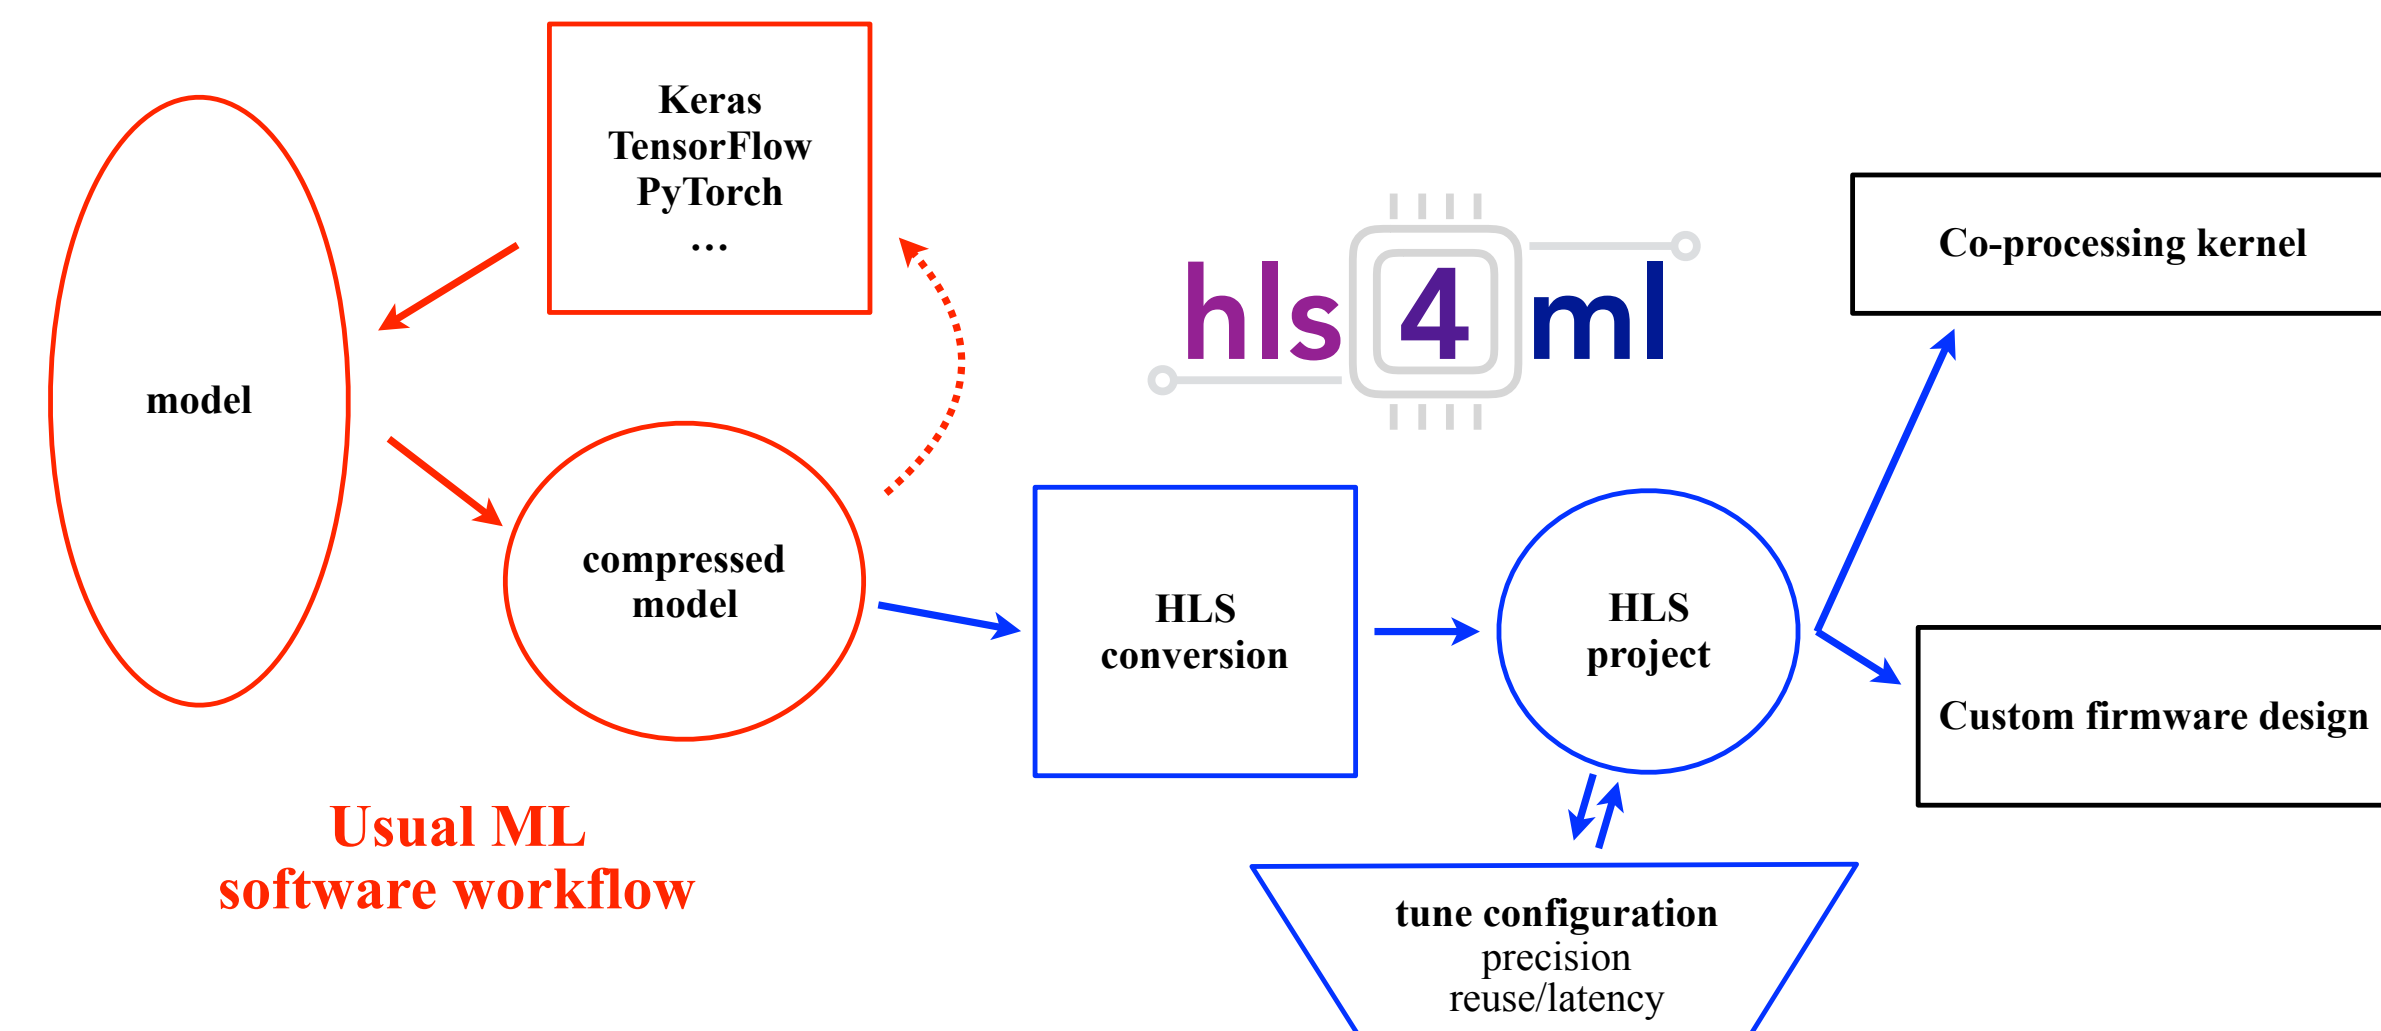 Keras
TensorFlow
PyTorch
…
model
compressed
model
Usual ML
software workflow
hls4ml
HLS
conversion
HLS
project
tune configuration
precision
reuse/latency
Co-processing kernel
Custom firmware design